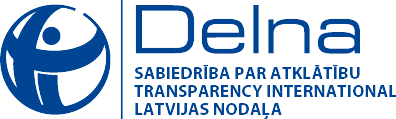 Delna
SABIEDRĪBA PAR ATKLĀTĪBU
TRANSPARENCY INTERNATIONAL
LATVIJAS NODAĻA